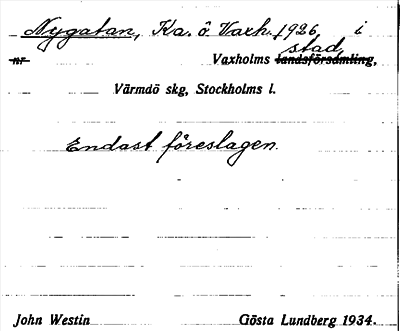 Nygatan, Ka. ö. Vaxh. 1926, i
nr Vaxholms landsförsamling, stad,
Värmdö skg, Stockholms l.
Endast föreslagen.
John Westin Gösta Lundberg 1934.